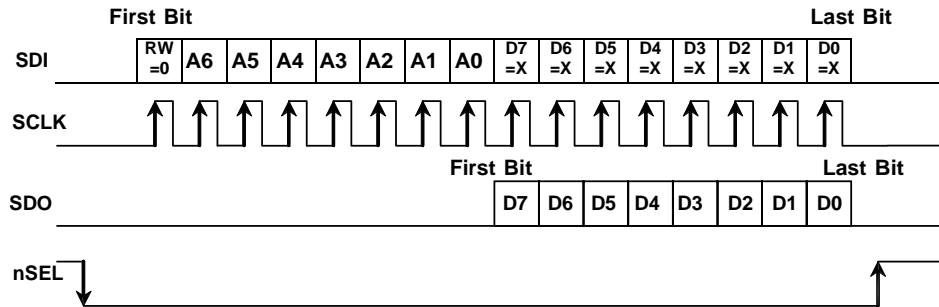 First Bit Last Bit
SDI RW =0 A6 A5 A4 A3 A2 A1 A0 D7 =X D6 =X D5 =X D4 =X D3 =X D2 =X D1 =X D0 =X
SCLK
First Bit Last Bit
SDO D7 D6 D5 D4 D3 D2 D1 D0
nSEL